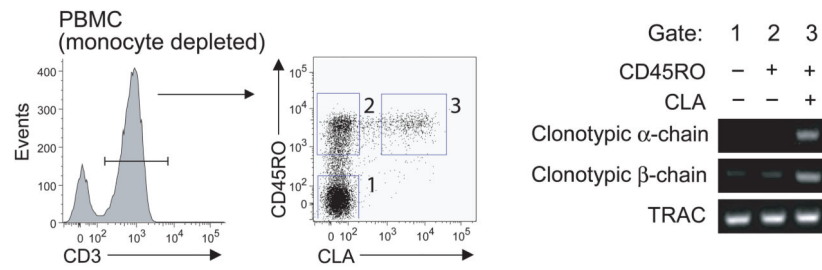 PBMC
(monocyte depleted)
400
300
200
100
0
Events
0 10² 10³ 10⁴ 10⁵
CD3
10⁵
10⁴
10³
10²
0
CD45RO
2
3
1
0 10² 10³ 10⁴ 10⁵
CLA
Gate: 1 2 3
CD45RO – + +
CLA – – +
Clonotypic α-chain
Clonotypic β-chain
TRAC